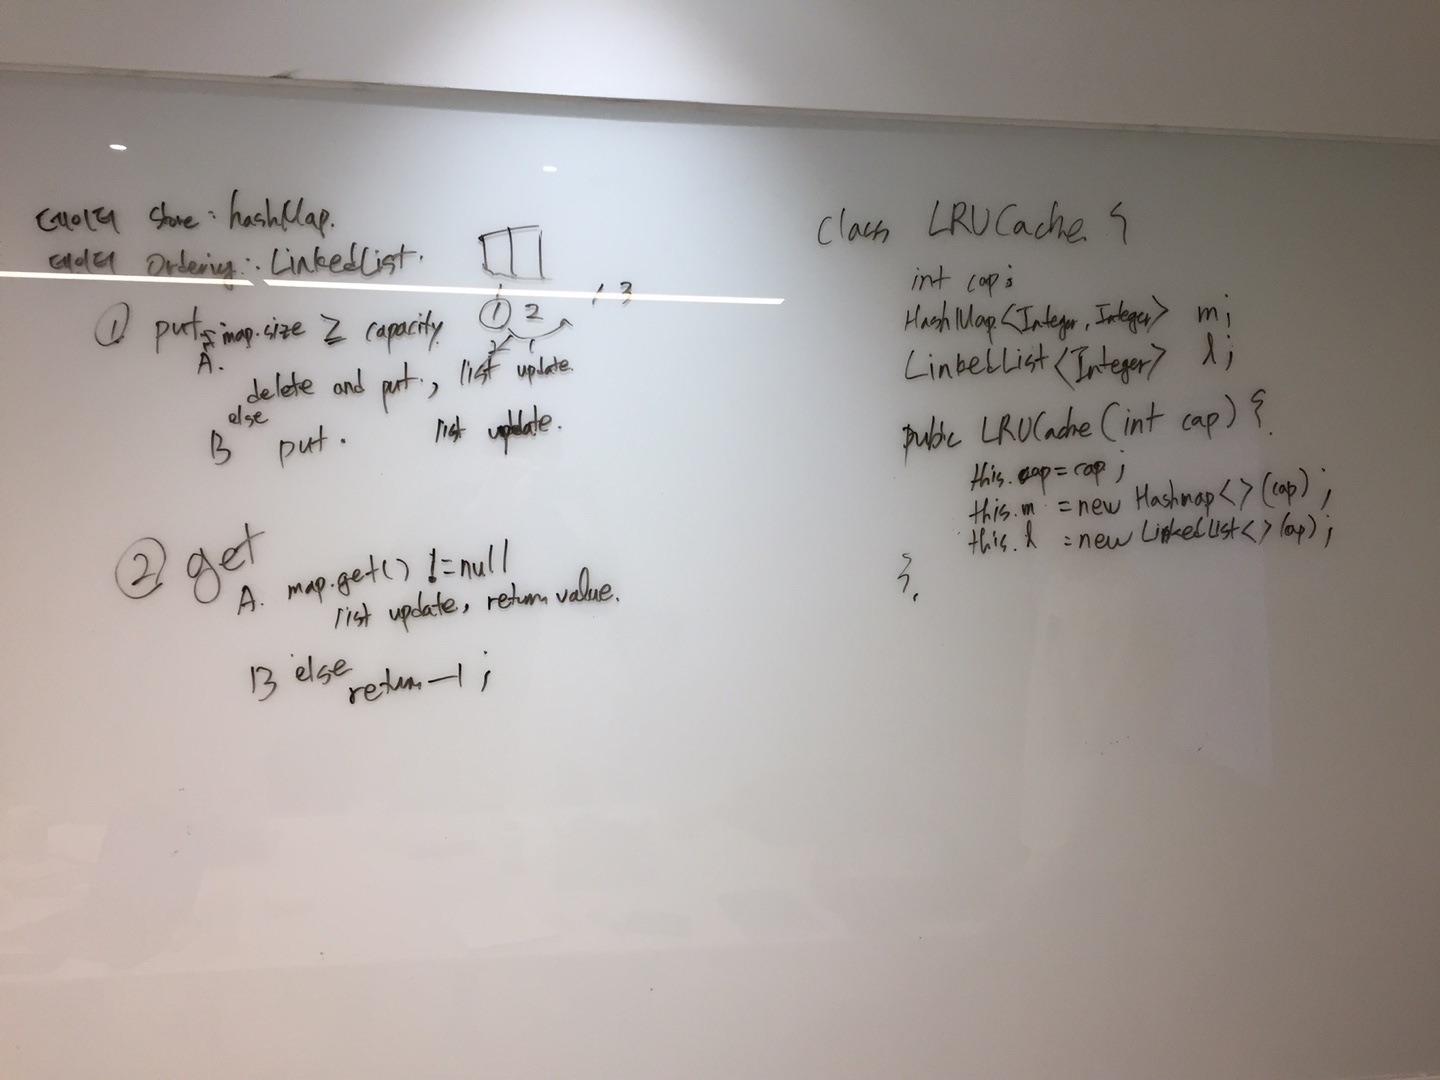 데이터 store : hashMap.
데이터 Ordering : LinkedList.
① put
A. map.size ≥ capacity
① 2
1 3
2 1
delete and put, list update.
else
B put. list update.
② get
A. map.get() != null
list update, return value.
B else
return -1 ;
class LRUCache {
int cap;
HashMap<Integer, Integer> m;
LinkedList<Integer> l;
public LRUCache (int cap) {
this.cap = cap ;
this.m = new Hashmap<>(cap) ;
this.l = new LinkedList<>(cap) ;
}